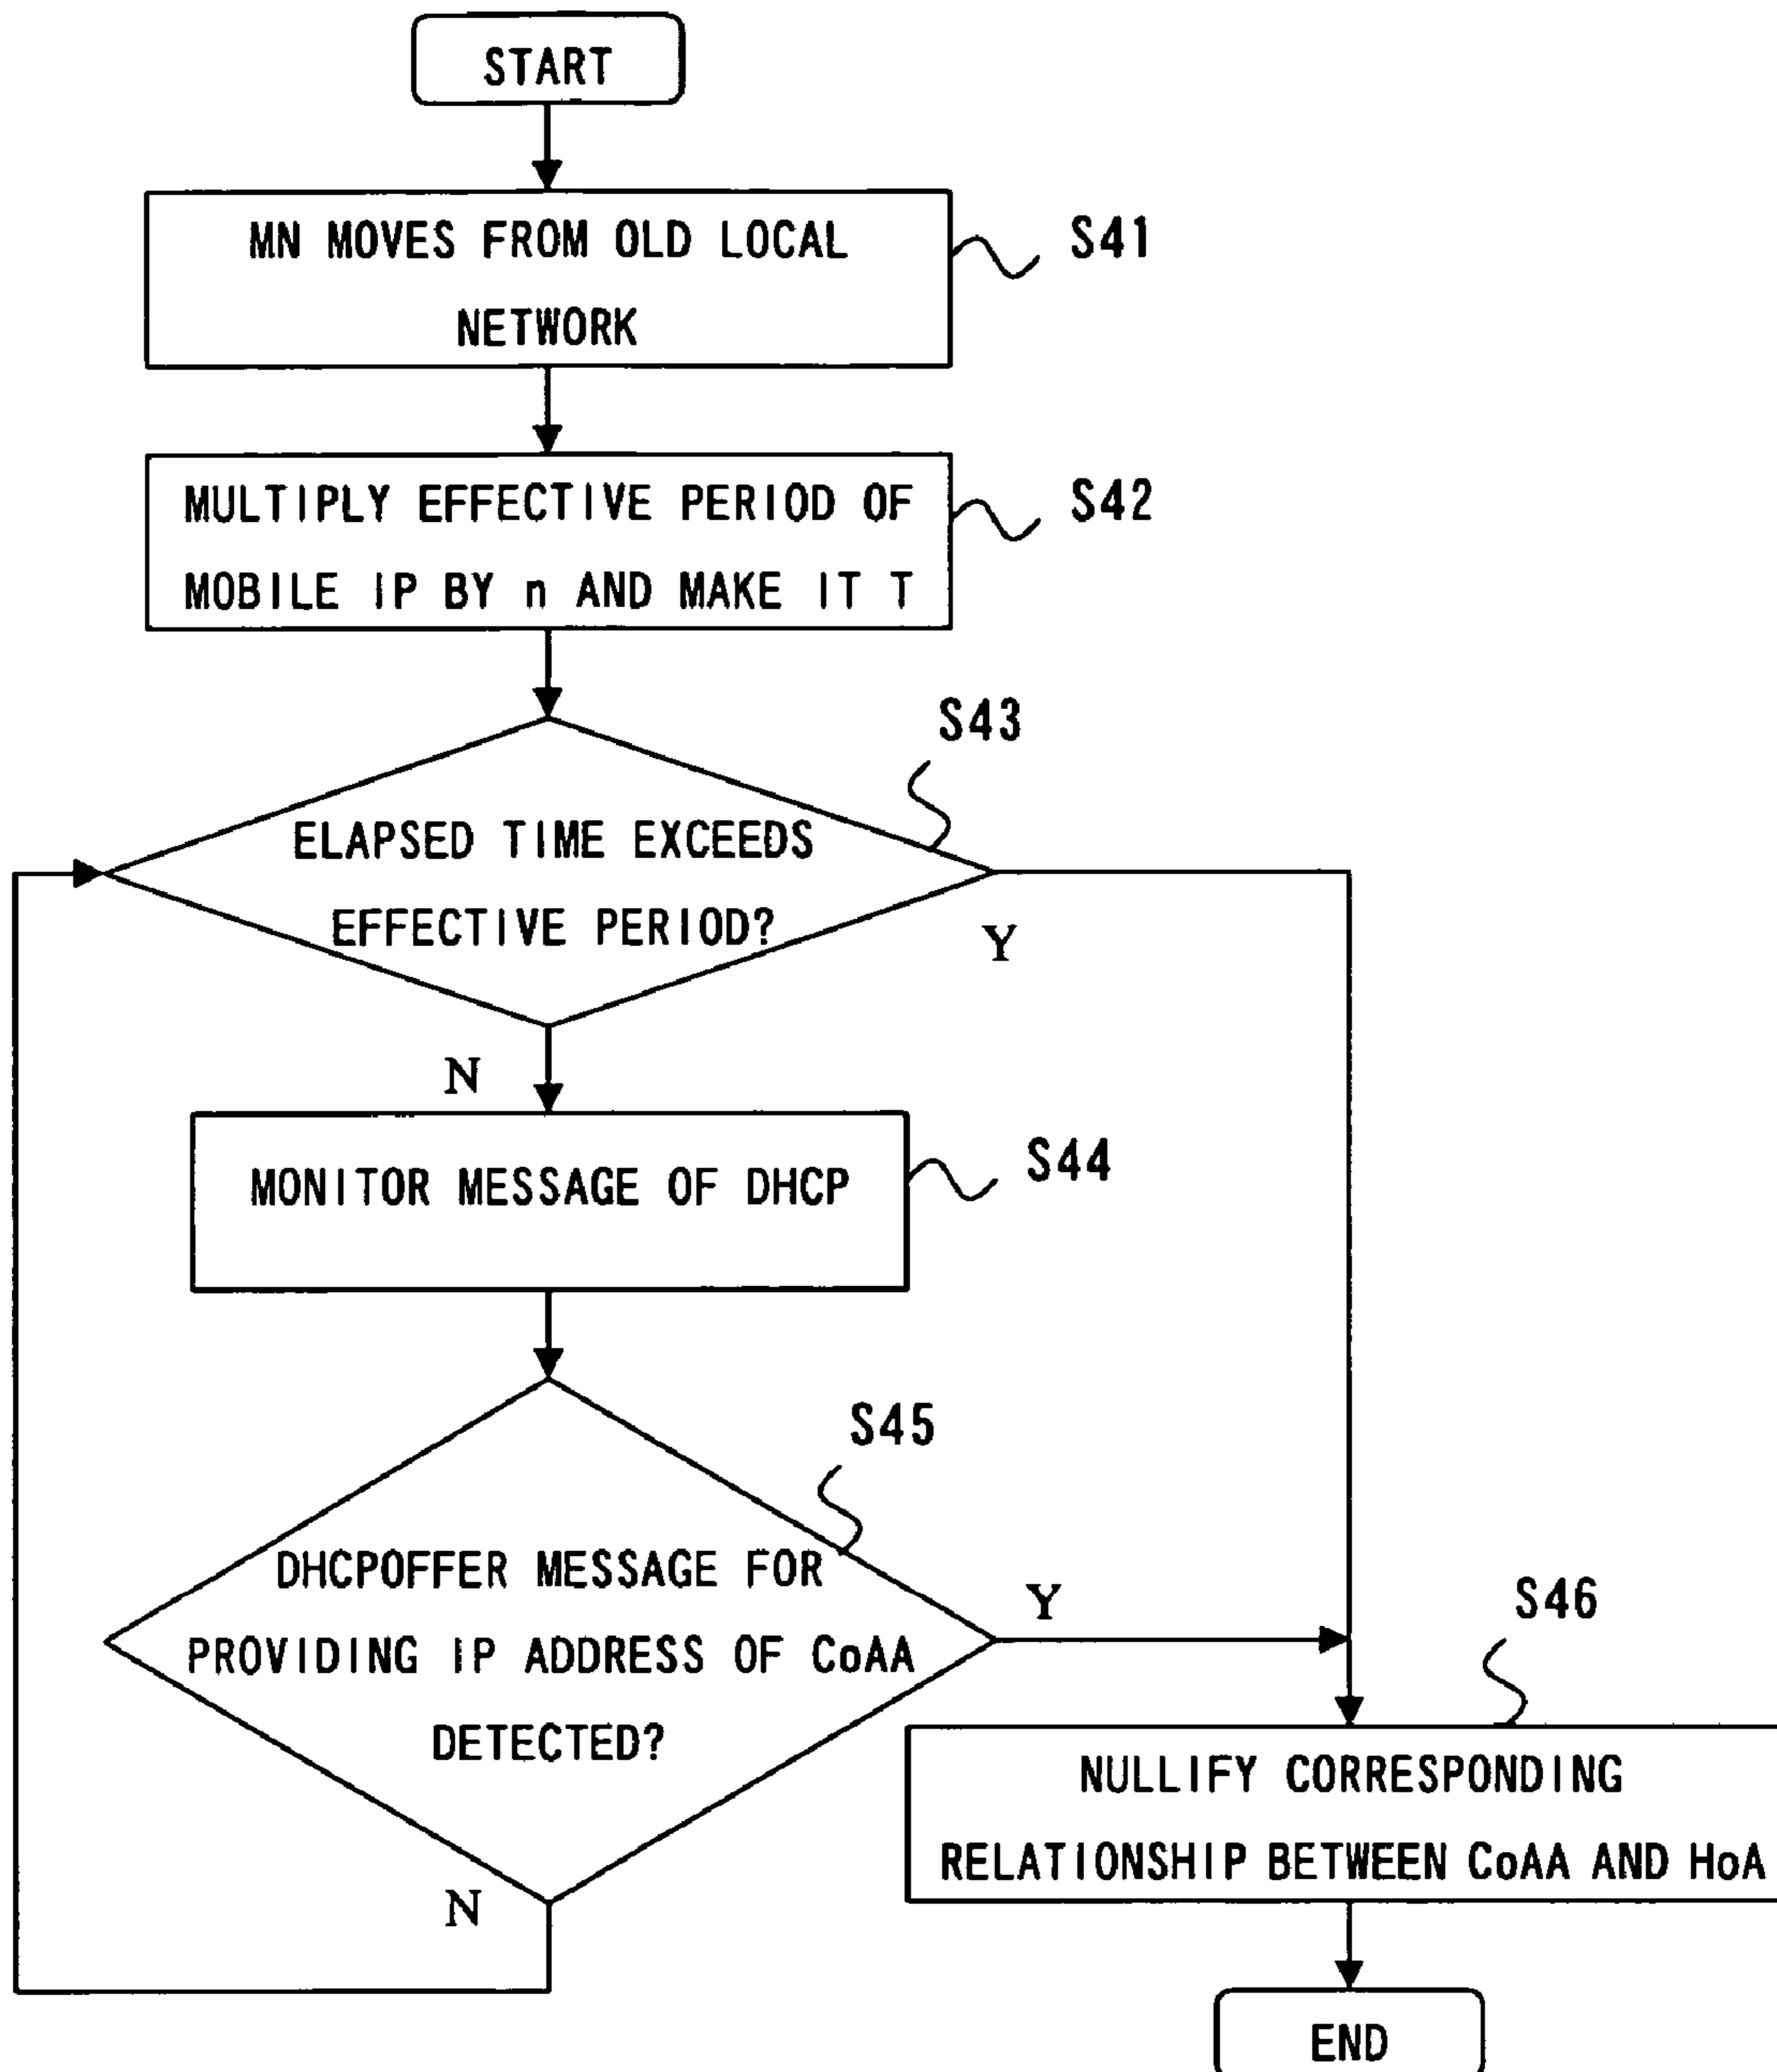 START
MN MOVES FROM OLD LOCAL
NETWORK
S41
MULTIPLY EFFECTIVE PERIOD OF
MOBILE IP BY n AND MAKE IT T
S42
S43
ELAPSED TIME EXCEEDS
EFFECTIVE PERIOD?
Y
N
MONITOR MESSAGE OF DHCP
S44
S45
DHCPOFFER MESSAGE FOR
PROVIDING IP ADDRESS OF CoAA
DETECTED?
Y
N
S46
NULLIFY CORRESPONDING
RELATIONSHIP BETWEEN CoAA AND HoA
END